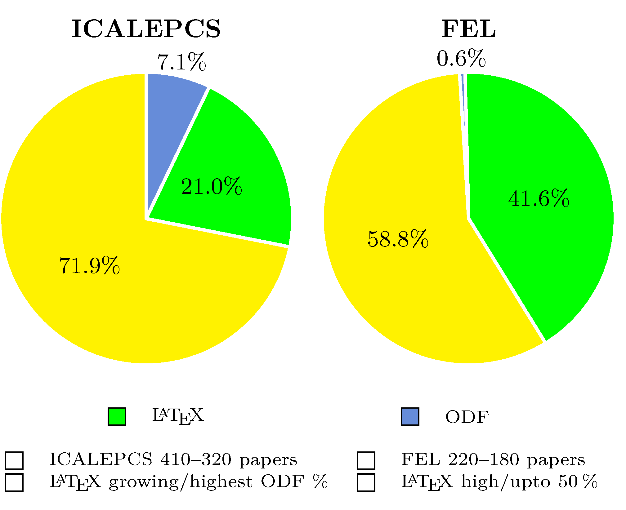 ICALEPCS
FEL
7.1%
0.6%
21.0%
41.6%
58.8%
71.9%
LATEX
ODF
ICALEPCS 410–320 papers
FEL 220–180 papers
LATEX growing/highest ODF %
LATEX high/upto 50 %